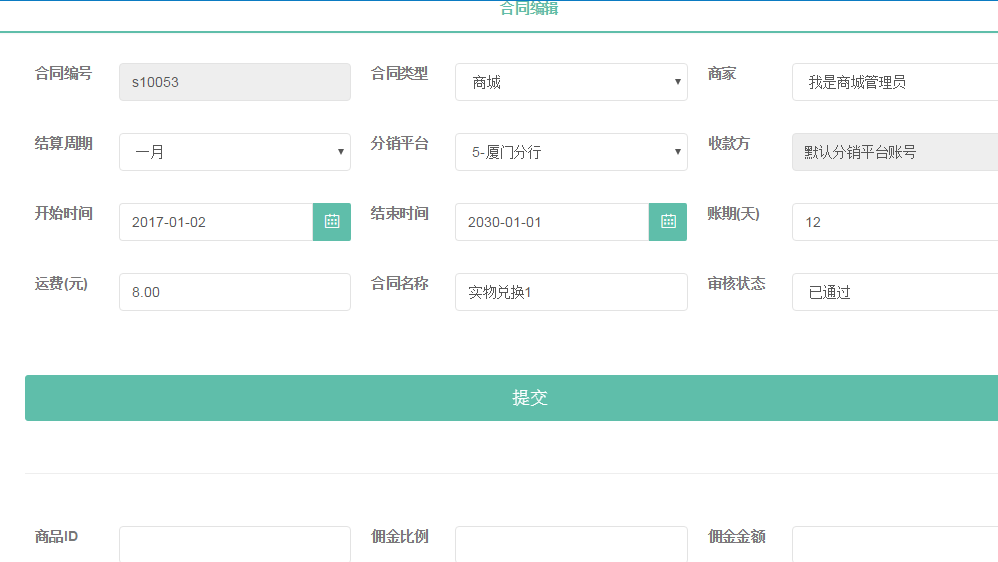 合同编辑
合同编号 s10053 合同类型 商城 商家 我是商城管理员
结算周期 一月 分销平台 5-厦门分行 收款方 默认分销平台账号
开始时间 2017-01-02 结束时间 2030-01-01 账期(天) 12
运费(元) 8.00 合同名称 实物兑换1 审核状态 已通过
提交
商品ID 佣金比例 佣金金额